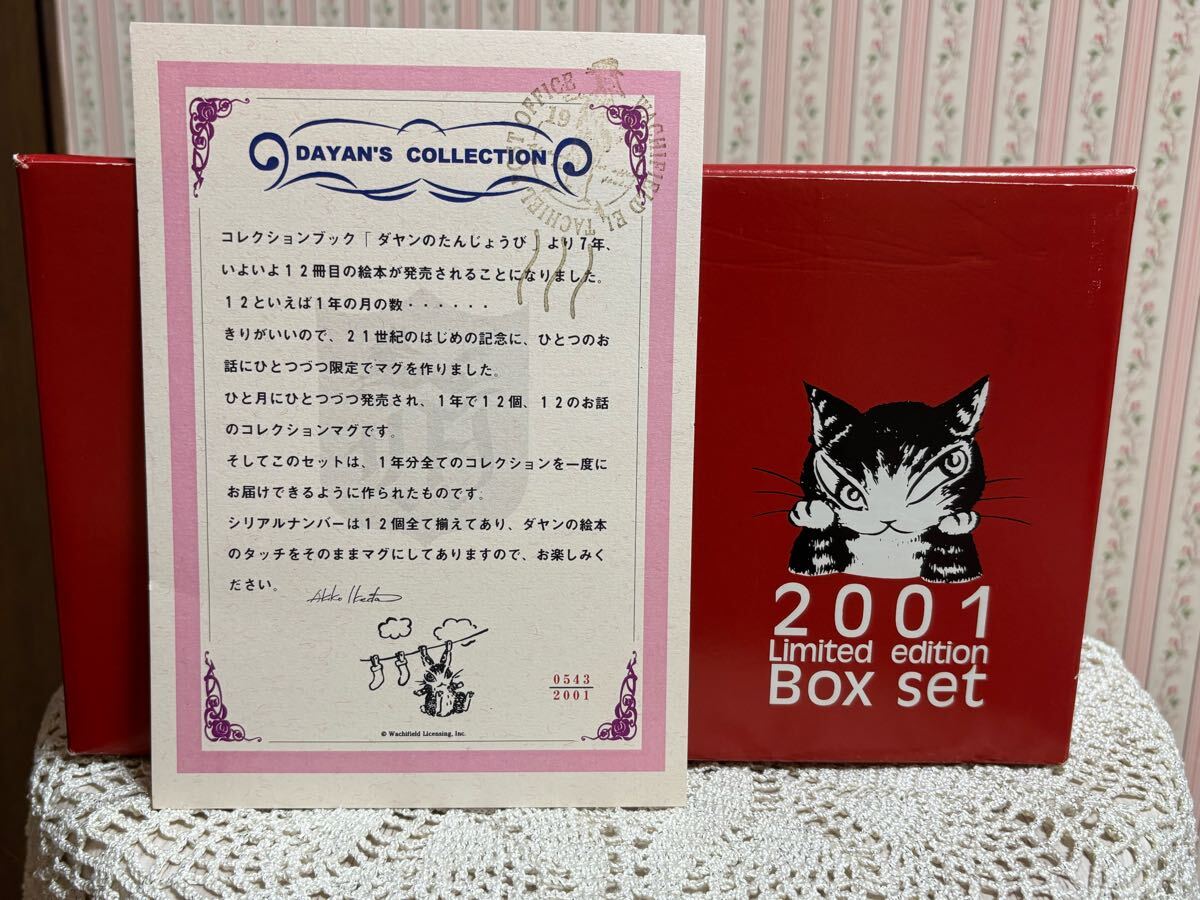 DAYAN'S COLLECTION
コレクションブック「ダヤンのたんじょうび」より7年、
いよいよ12冊目の絵本が発売されることになりました。
12といえば1年の月の数・・・・・・
きりがいいので、21世紀のはじめの記念に、ひとつのお
話にひとつづつ限定でマグを作りました。
ひと月にひとつづつ発売され、1年で12個、12のお話
のコレクションマグです。
そしてこのセットは、1年分全てのコレクションを一度に
お届けできるように作られたものです。
シリアルナンバーは12個全て揃えてあり、ダヤンの絵本
のタッチをそのままマグにしてありますので、お楽しみく
ださい。
Akiko Ikeda
0543
2001
© Wachifield Licensing, Inc.
OFFICE
WACHIFIELD
19
2001
Limited edition
Box set